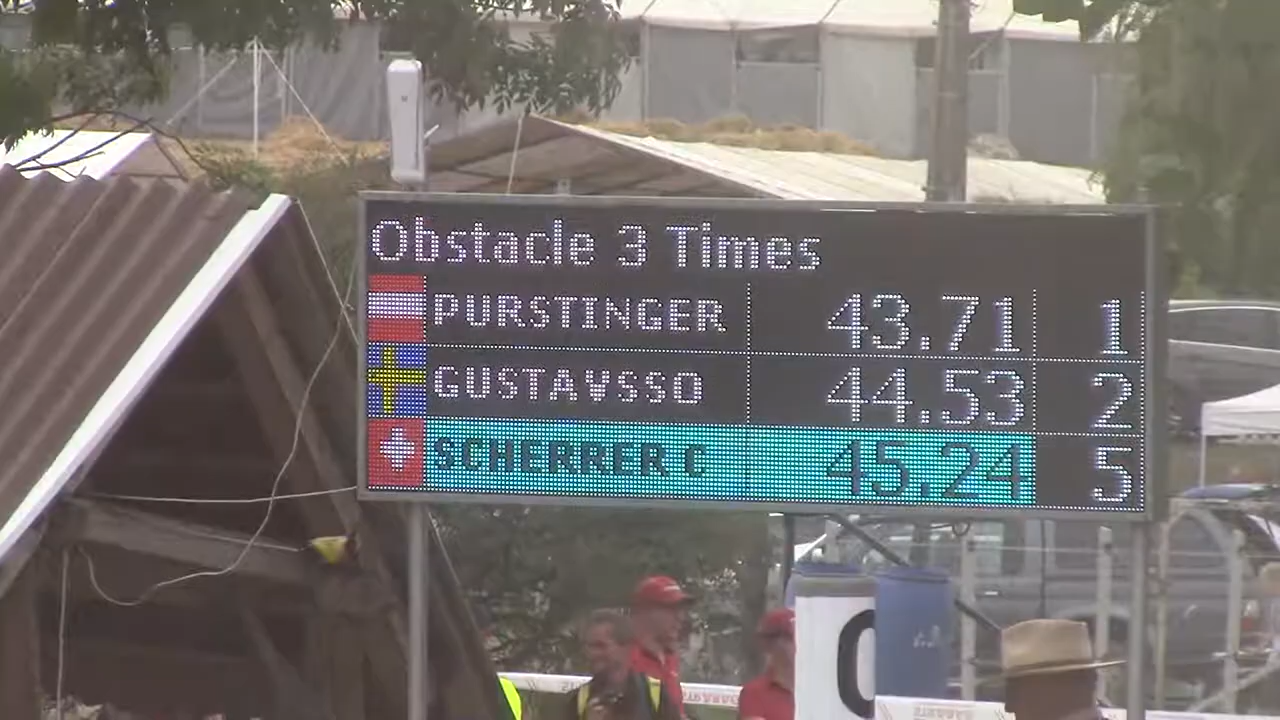 Obstacle 3 Times
PURSTINGER 43.71 1
GUSTAVSSO 44.53 2
SCHERRER C 45.24 5